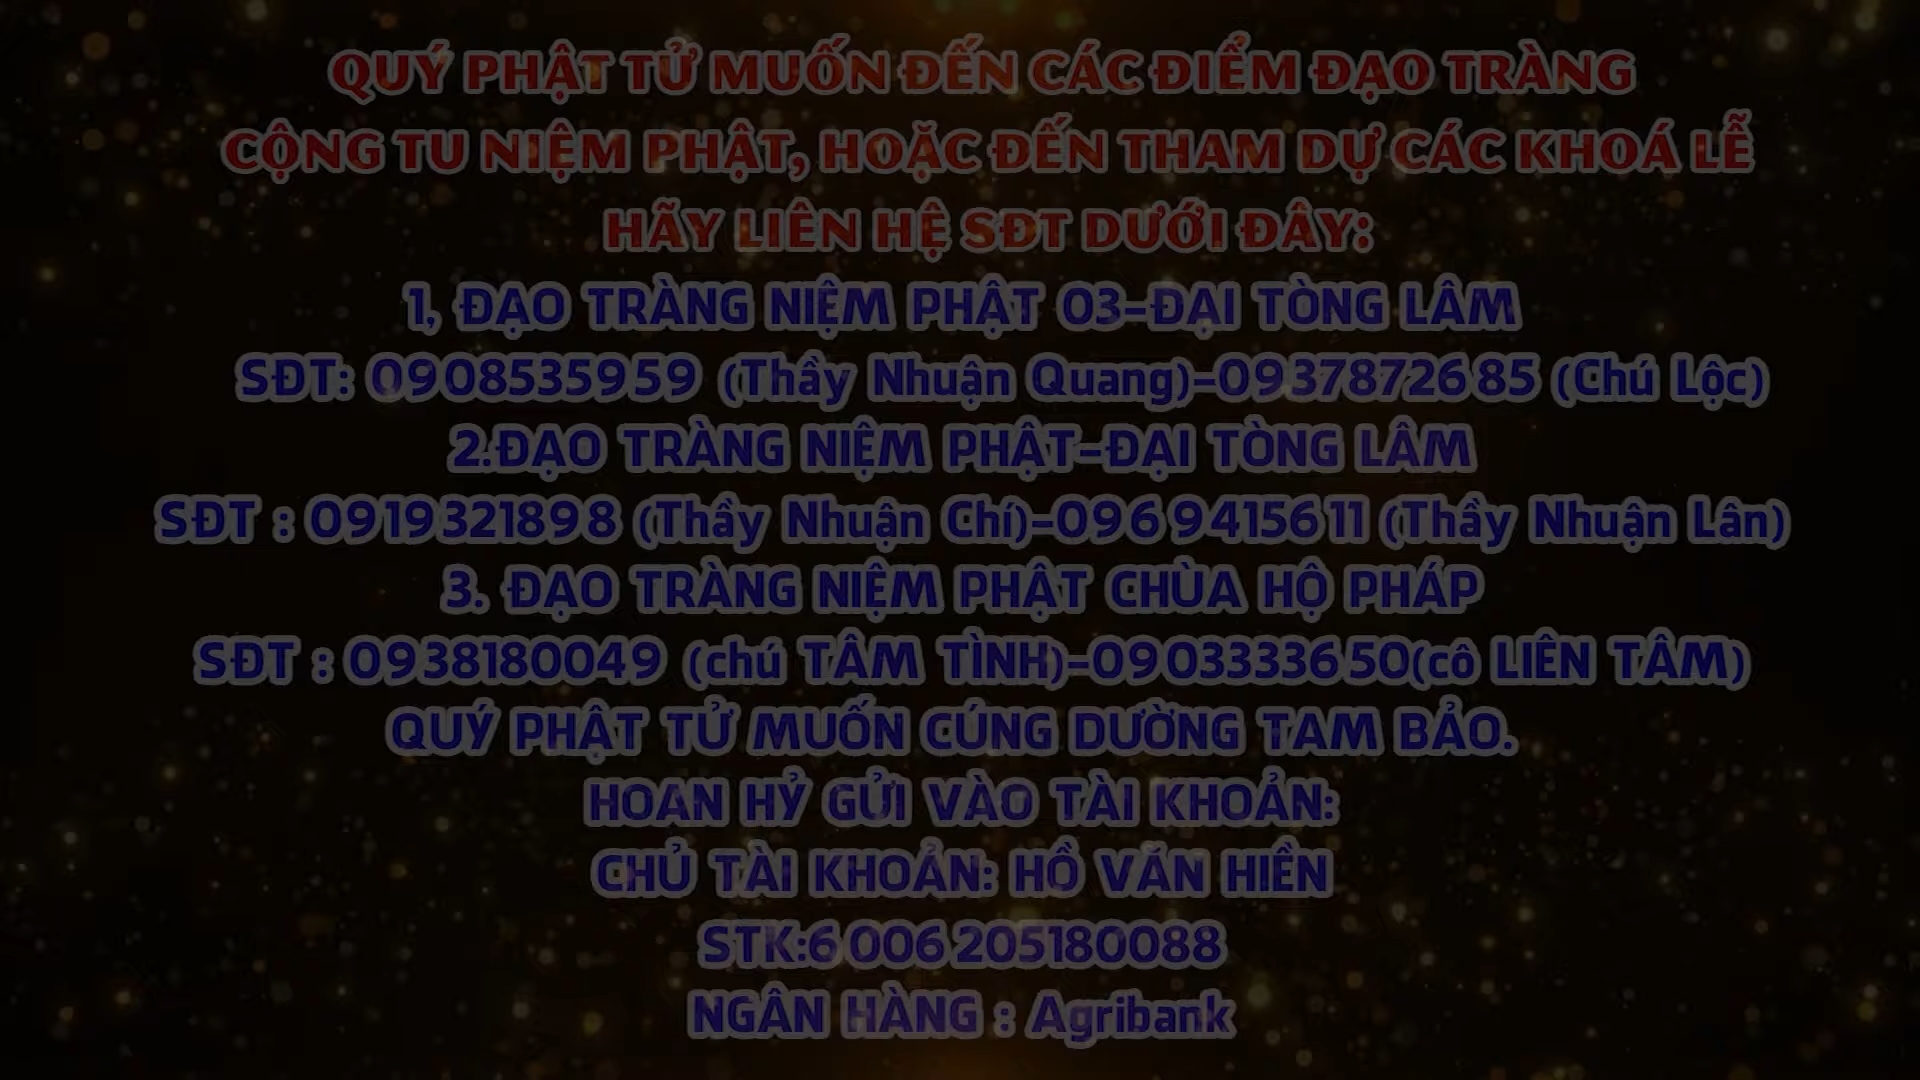 QUÝ PHẬT TỬ MUỐN ĐẾN CÁC ĐIỂM ĐẠO TRÀNG
CỘNG TU NIỆM PHẬT, HOẶC ĐẾN THAM DỰ CÁC KHOÁ LỄ
HÃY LIÊN HỆ SĐT DƯỚI ĐÂY:
1, ĐẠO TRÀNG NIỆM PHẬT 03-ĐẠI TÒNG LÂM
SĐT: 0908535959 (Thầy Nhuận Quang)-0937872685 (Chú Lộc)
2.ĐẠO TRÀNG NIỆM PHẬT-ĐẠI TÒNG LÂM
SĐT : 0919321898 (Thầy Nhuận Chí)-0969415611 (Thầy Nhuận Lân)
3. ĐẠO TRÀNG NIỆM PHẬT CHÙA HỘ PHÁP
SĐT : 0938180049 (chú TÂM TÌNH)-0903333650(cô LIÊN TÂM)
QUÝ PHẬT TỬ MUỐN CÚNG DƯỜNG TAM BẢO.
HOAN HỶ GỬI VÀO TÀI KHOẢN:
CHỦ TÀI KHOẢN: HỒ VĂN HIỀN
STK:6006205180088
NGÂN HÀNG : Agribank